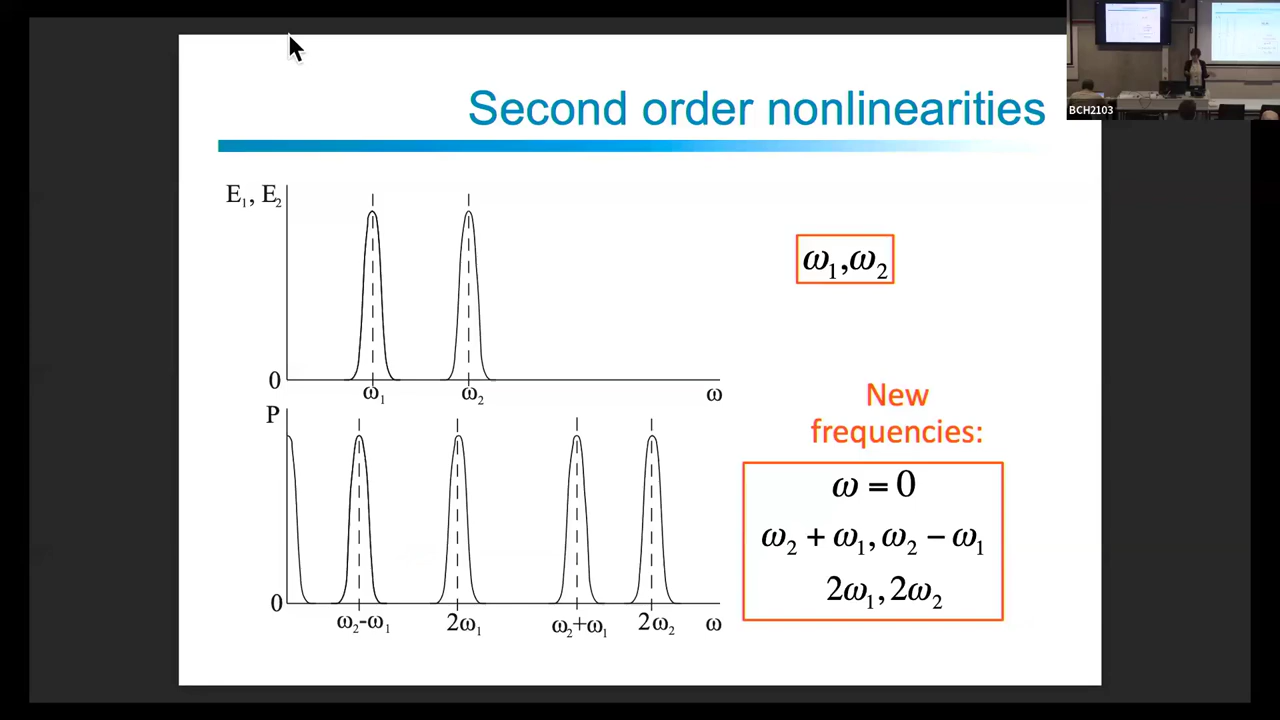 BCH2103
Second order nonlinearities
E₁, E₂
0
ω₁
ω₂
ω
ω₁,ω₂
P
0
ω₂-ω₁
2ω₁
ω₂+ω₁
2ω₂
ω
New
frequencies:
ω = 0
ω₂ + ω₁, ω₂ − ω₁
2ω₁, 2ω₂